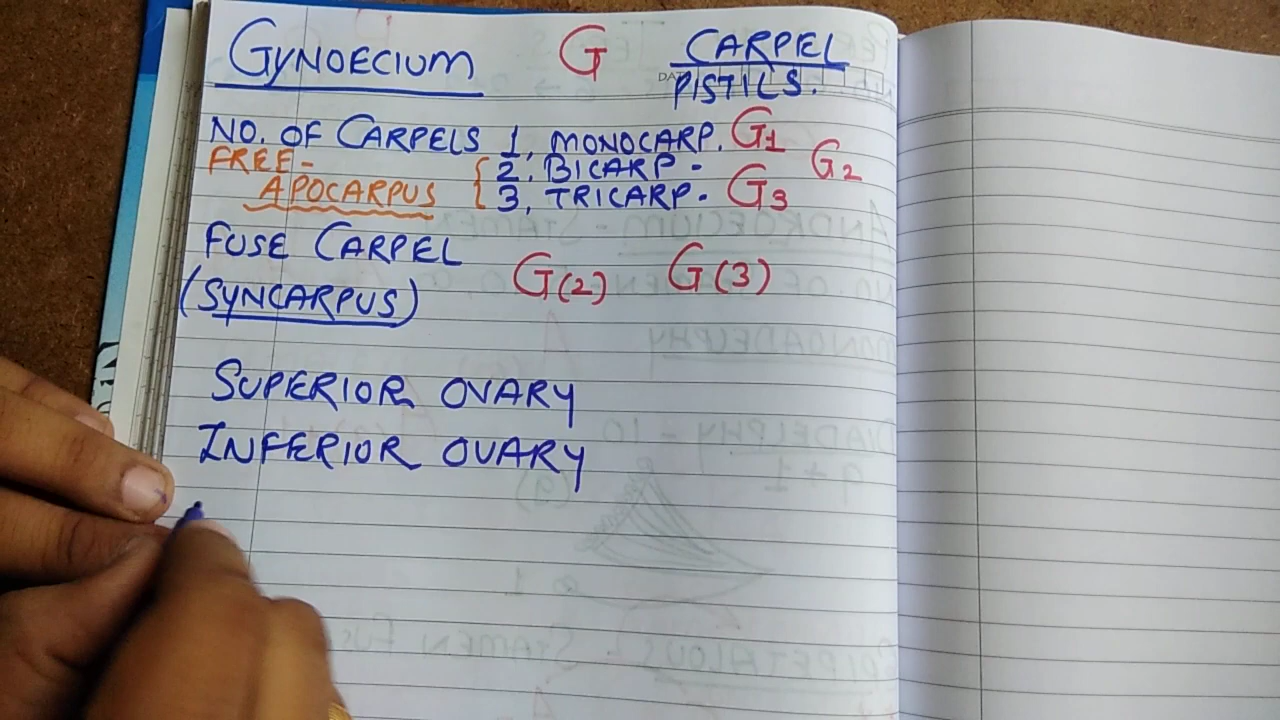 GYNOECIUM G CARPEL
PISTILS.
NO. OF CARPELS 1, MONOCARP. G1
FREE- { 2, BICARP - G2
APOCARPUS 3, TRICARP - G3
FUSE CARPEL
(SYNCARPUS) G(2) G(3)
SUPERIOR OVARY
INFERIOR OVARY